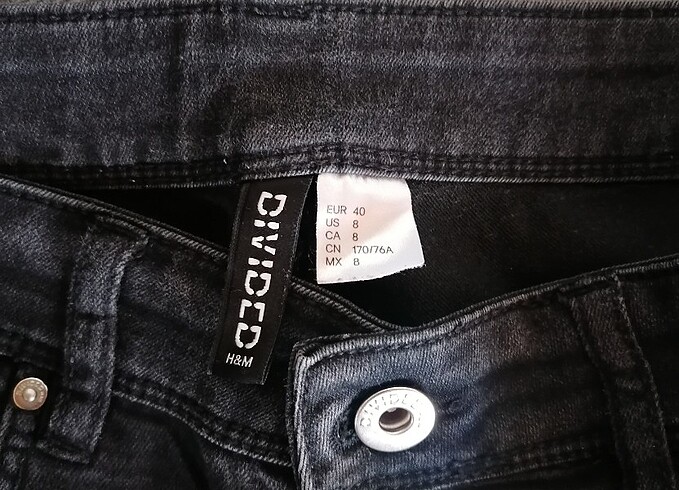 DIVIDED
H&M
EUR 40
US 8
CA 8
CN 170/76A
MX 8
DIVIDED